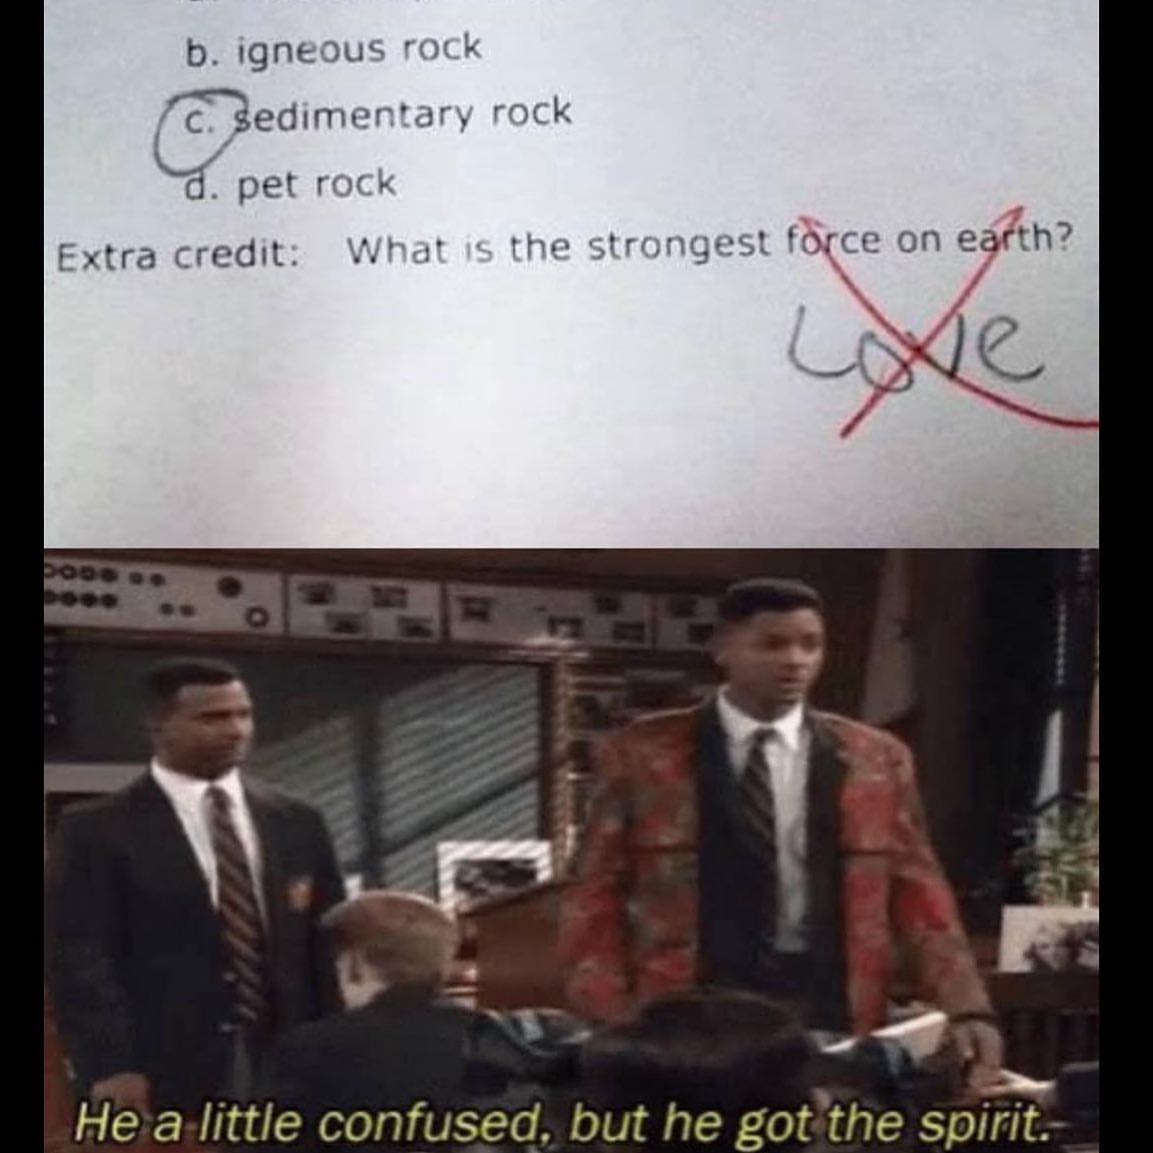 b. igneous rock
c. sedimentary rock
d. pet rock
Extra credit: What is the strongest force on earth?
Love
He a little confused, but he got the spirit.